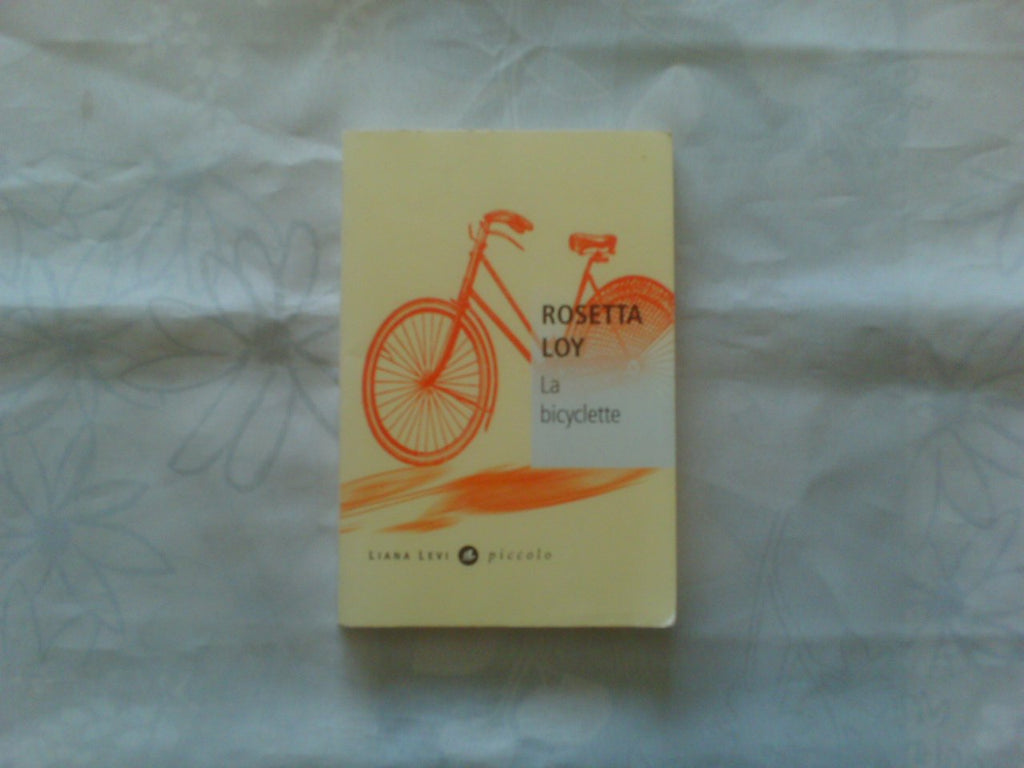 ROSETTA
LOY
La
bicyclette
LIANA LEVI piccolo